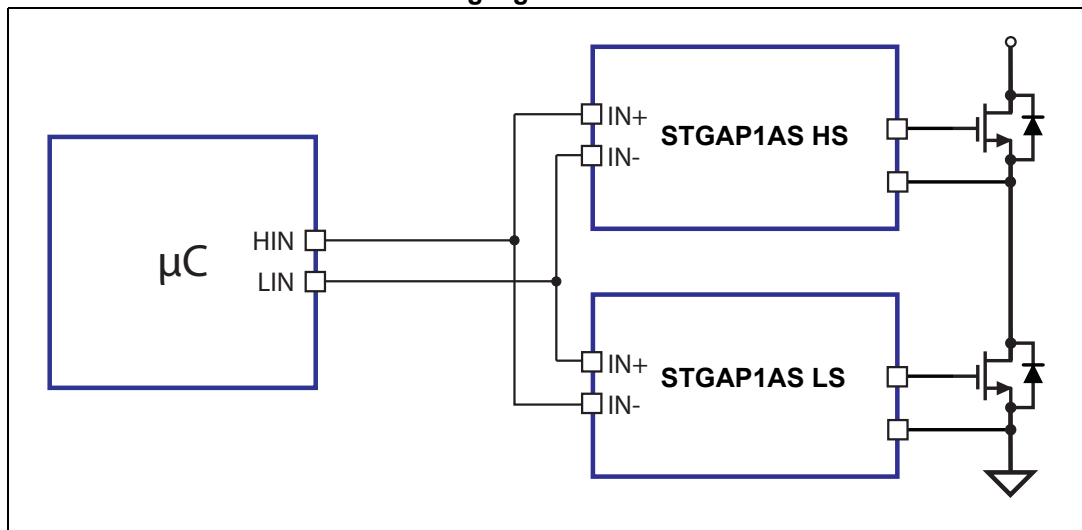 µC
HIN
LIN
IN+
IN-
STGAP1AS HS
IN+
IN-
STGAP1AS LS